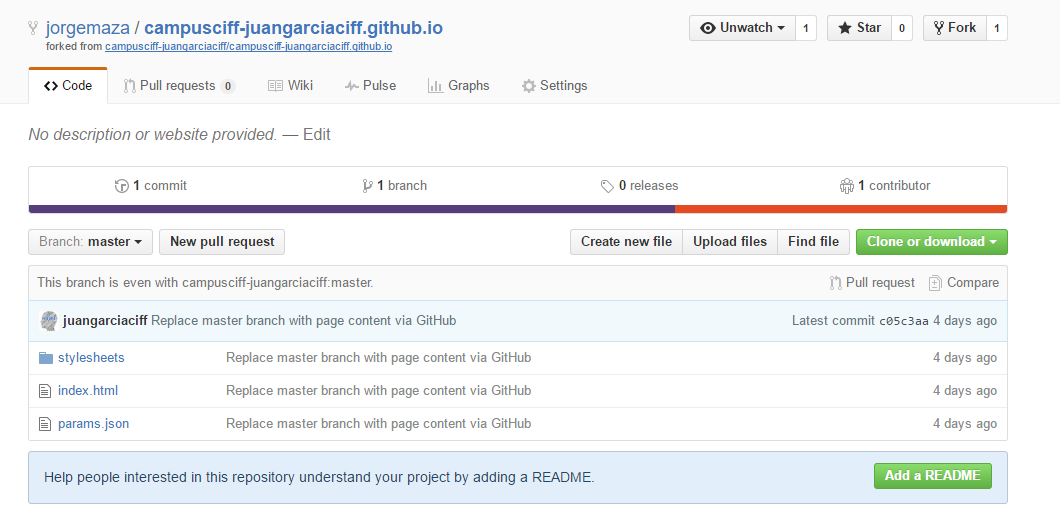 jorgemaza / campusciff-juangarciaciff.github.io Unwatch 1 Star 0 Fork 1
forked from campusciff-juangarciaciff/campusciff-juangarciaciff.github.io
Code Pull requests 0 Wiki Pulse Graphs Settings
No description or website provided. — Edit
1 commit 1 branch 0 releases 1 contributor
Branch: master New pull request Create new file Upload files Find file Clone or download
This branch is even with campusciff-juangarciaciff:master. Pull request Compare
juangarciaciff Replace master branch with page content via GitHub Latest commit c05c3aa 4 days ago
stylesheets Replace master branch with page content via GitHub 4 days ago
index.html Replace master branch with page content via GitHub 4 days ago
params.json Replace master branch with page content via GitHub 4 days ago
Help people interested in this repository understand your project by adding a README. Add a README